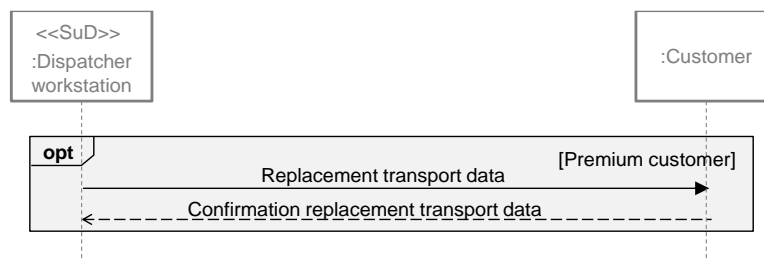 <<SuD>>
:Dispatcher
workstation
:Customer
opt
[Premium customer]
Replacement transport data
Confirmation replacement transport data